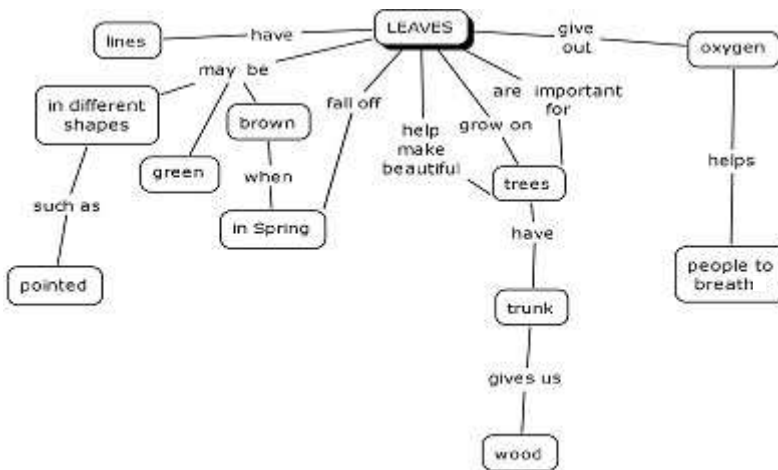 LEAVES
lines
have
give
out
oxygen
may be
in different
shapes
brown
green
fall off
help
make
beautiful
grow on
are important
for
trees
helps
such as
when
in Spring
have
pointed
people to
breath
trunk
gives us
wood